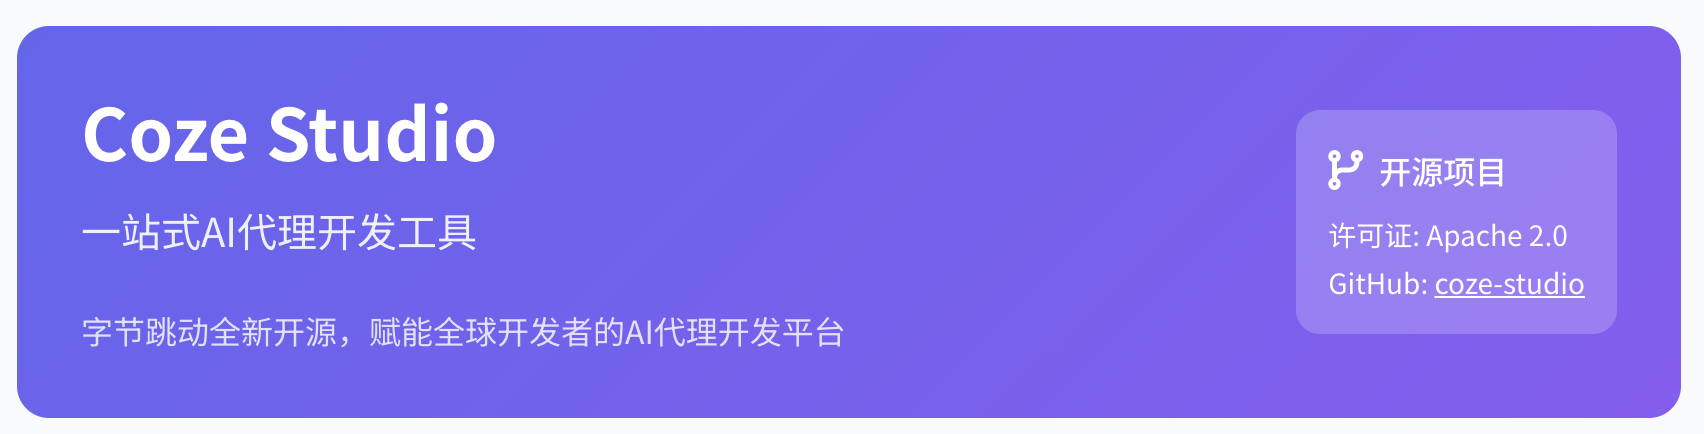 Coze Studio
一站式AI代理开发工具
字节跳动全新开源，赋能全球开发者的AI代理开发平台
开源项目
许可证: Apache 2.0
GitHub: coze-studio